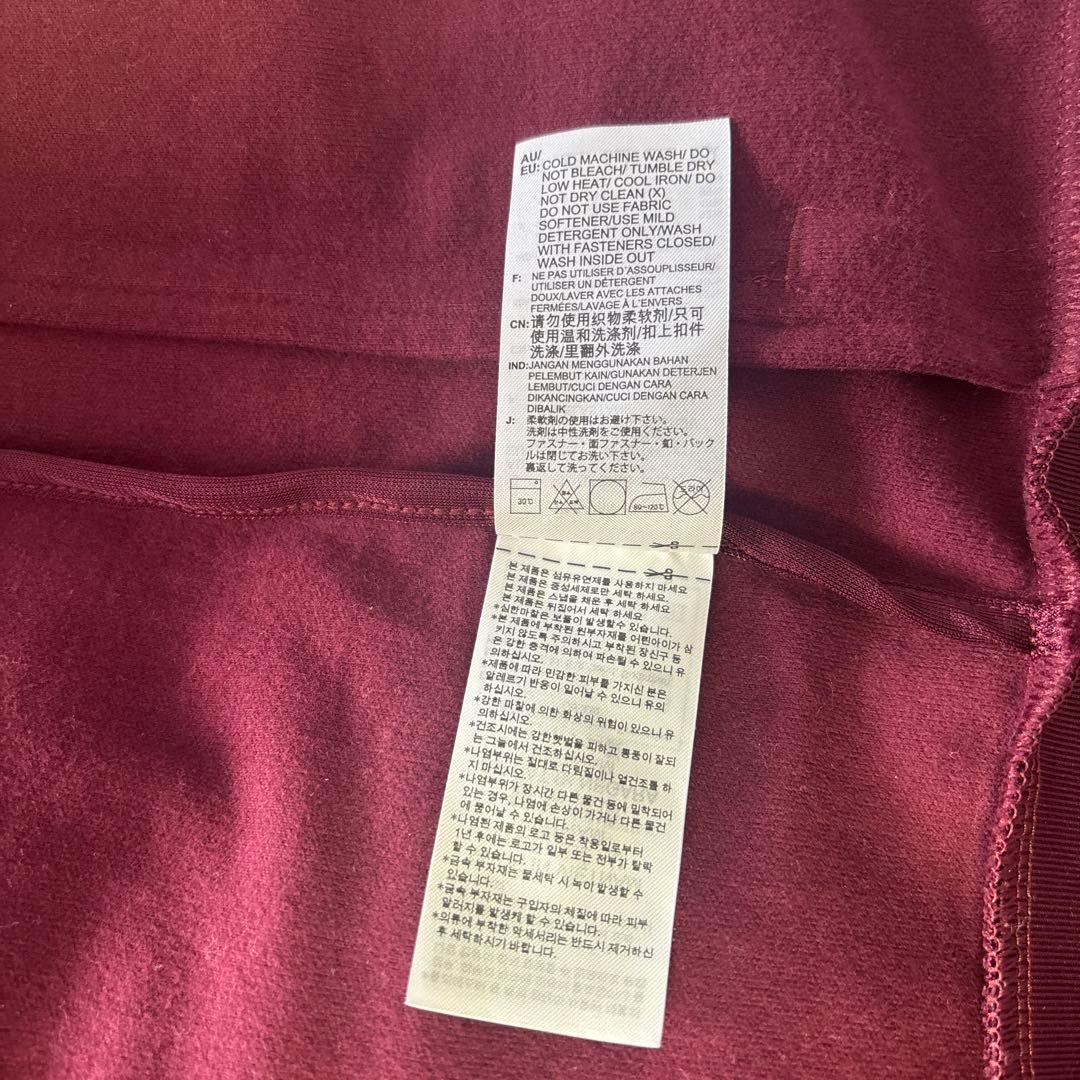 AU/
EU: COLD MACHINE WASH/ DO
NOT BLEACH/ TUMBLE DRY
LOW HEAT/ COOL IRON/ DO
NOT DRY CLEAN (X)
DO NOT USE FABRIC
SOFTENER/USE MILD
DETERGENT ONLY/WASH
WITH FASTENERS CLOSED/
WASH INSIDE OUT
F: NE PAS UTILISER D'ASSOUPLISSEUR/
UTILISER UN DÉTERGENT
DOUX/LAVER AVEC LES ATTACHES
FERMÉES/LAVAGE À L'ENVERS
CN:请勿使用织物柔软剂/只可
使用温和洗涤剂/扣上扣件
洗涤/里翻外洗涤
IND:JANGAN MENGGUNAKAN BAHAN
PELEMBUT KAIN/GUNAKAN DETERJEN
LEMBUT/CUCI DENGAN CARA
DIKANCINGKAN/CUCI DENGAN CARA
DIBALIK
J: 柔軟剤の使用はお避け下さい。
洗剤は中性洗剤をご使用ください。
ファスナー・面ファスナー・釦・バック
ルは閉じてお洗い下さい。
裏返して洗ってください。
30℃ 80~120℃ 드라이
본 제품은 섬유유연제를 사용하지 마세요
본 제품은 중성세제로만 세탁 하세요.
본 제품은 스냅을 채운 후 세탁 하세요
본 제품은 뒤집어서 세탁 하세요
*심한마찰은 보풀이 발생할수 있습니다.
*본 제품에 부착된 원부자재를 어린아이가 삼
키지 않도록 주의하시고 부착된 장신구 등
은 강한 충격에 의하여 파손될 수 있으니 유
의하십시오.
*제품에 따라 민감한 피부를 가지신 분은
알레르기 반응이 일어날 수 있으니 유의
하십시오.
*강한 마찰에 의한 화상의 위험이 있으니 유
의하십시오.
*건조시에는 강한햇볕을 피하고 통풍이 잘되
는 그늘에서 건조하십시오.
*나염부위는 절대로 다림질이나 열건조를 하
지 마십시오.
*나염부위가 장시간 다른 물건 등에 밀착되어
있는 경우, 나염에 손상이 가거나 다른 물건
에 묻어날 수 있습니다.
*나염된 제품의 로고 등은 착용일로부터
1년 후에는 로고가 일부 또는 전부가 탈락
할 수 있습니다.
*금속 부자재는 물세탁 시 녹이 발생할 수
있습니다.
*금속 부자재는 구입자의 체질에 따라 피부
알러지를 발생케 할 수 있습니다.
*의류에 부착한 악세서리는 반드시 제거하신
후 세탁하시기 바랍니다.